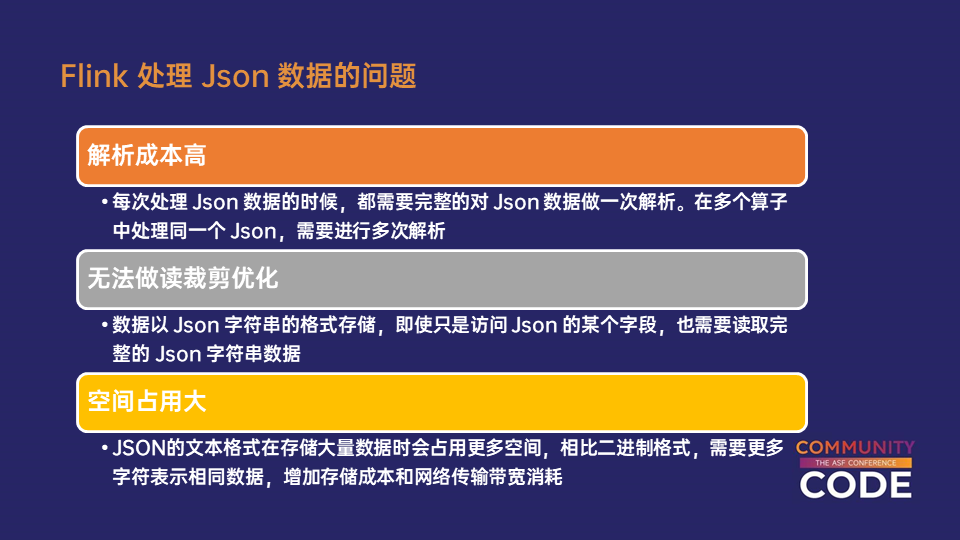 Flink 处理 Json 数据的问题
解析成本高
• 每次处理 Json 数据的时候，都需要完整的对 Json 数据做一次解析。在多个算子
中处理同一个 Json，需要进行多次解析
无法做读裁剪优化
• 数据以 Json 字符串的格式存储，即使只是访问 Json 的某个字段，也需要读取完
整的 Json 字符串数据
空间占用大
• JSON的文本格式在存储大量数据时会占用更多空间，相比二进制格式，需要更多
字符表示相同数据，增加存储成本和网络传输带宽消耗
COMMUNITY
THE ASF CONFERENCE
CODE